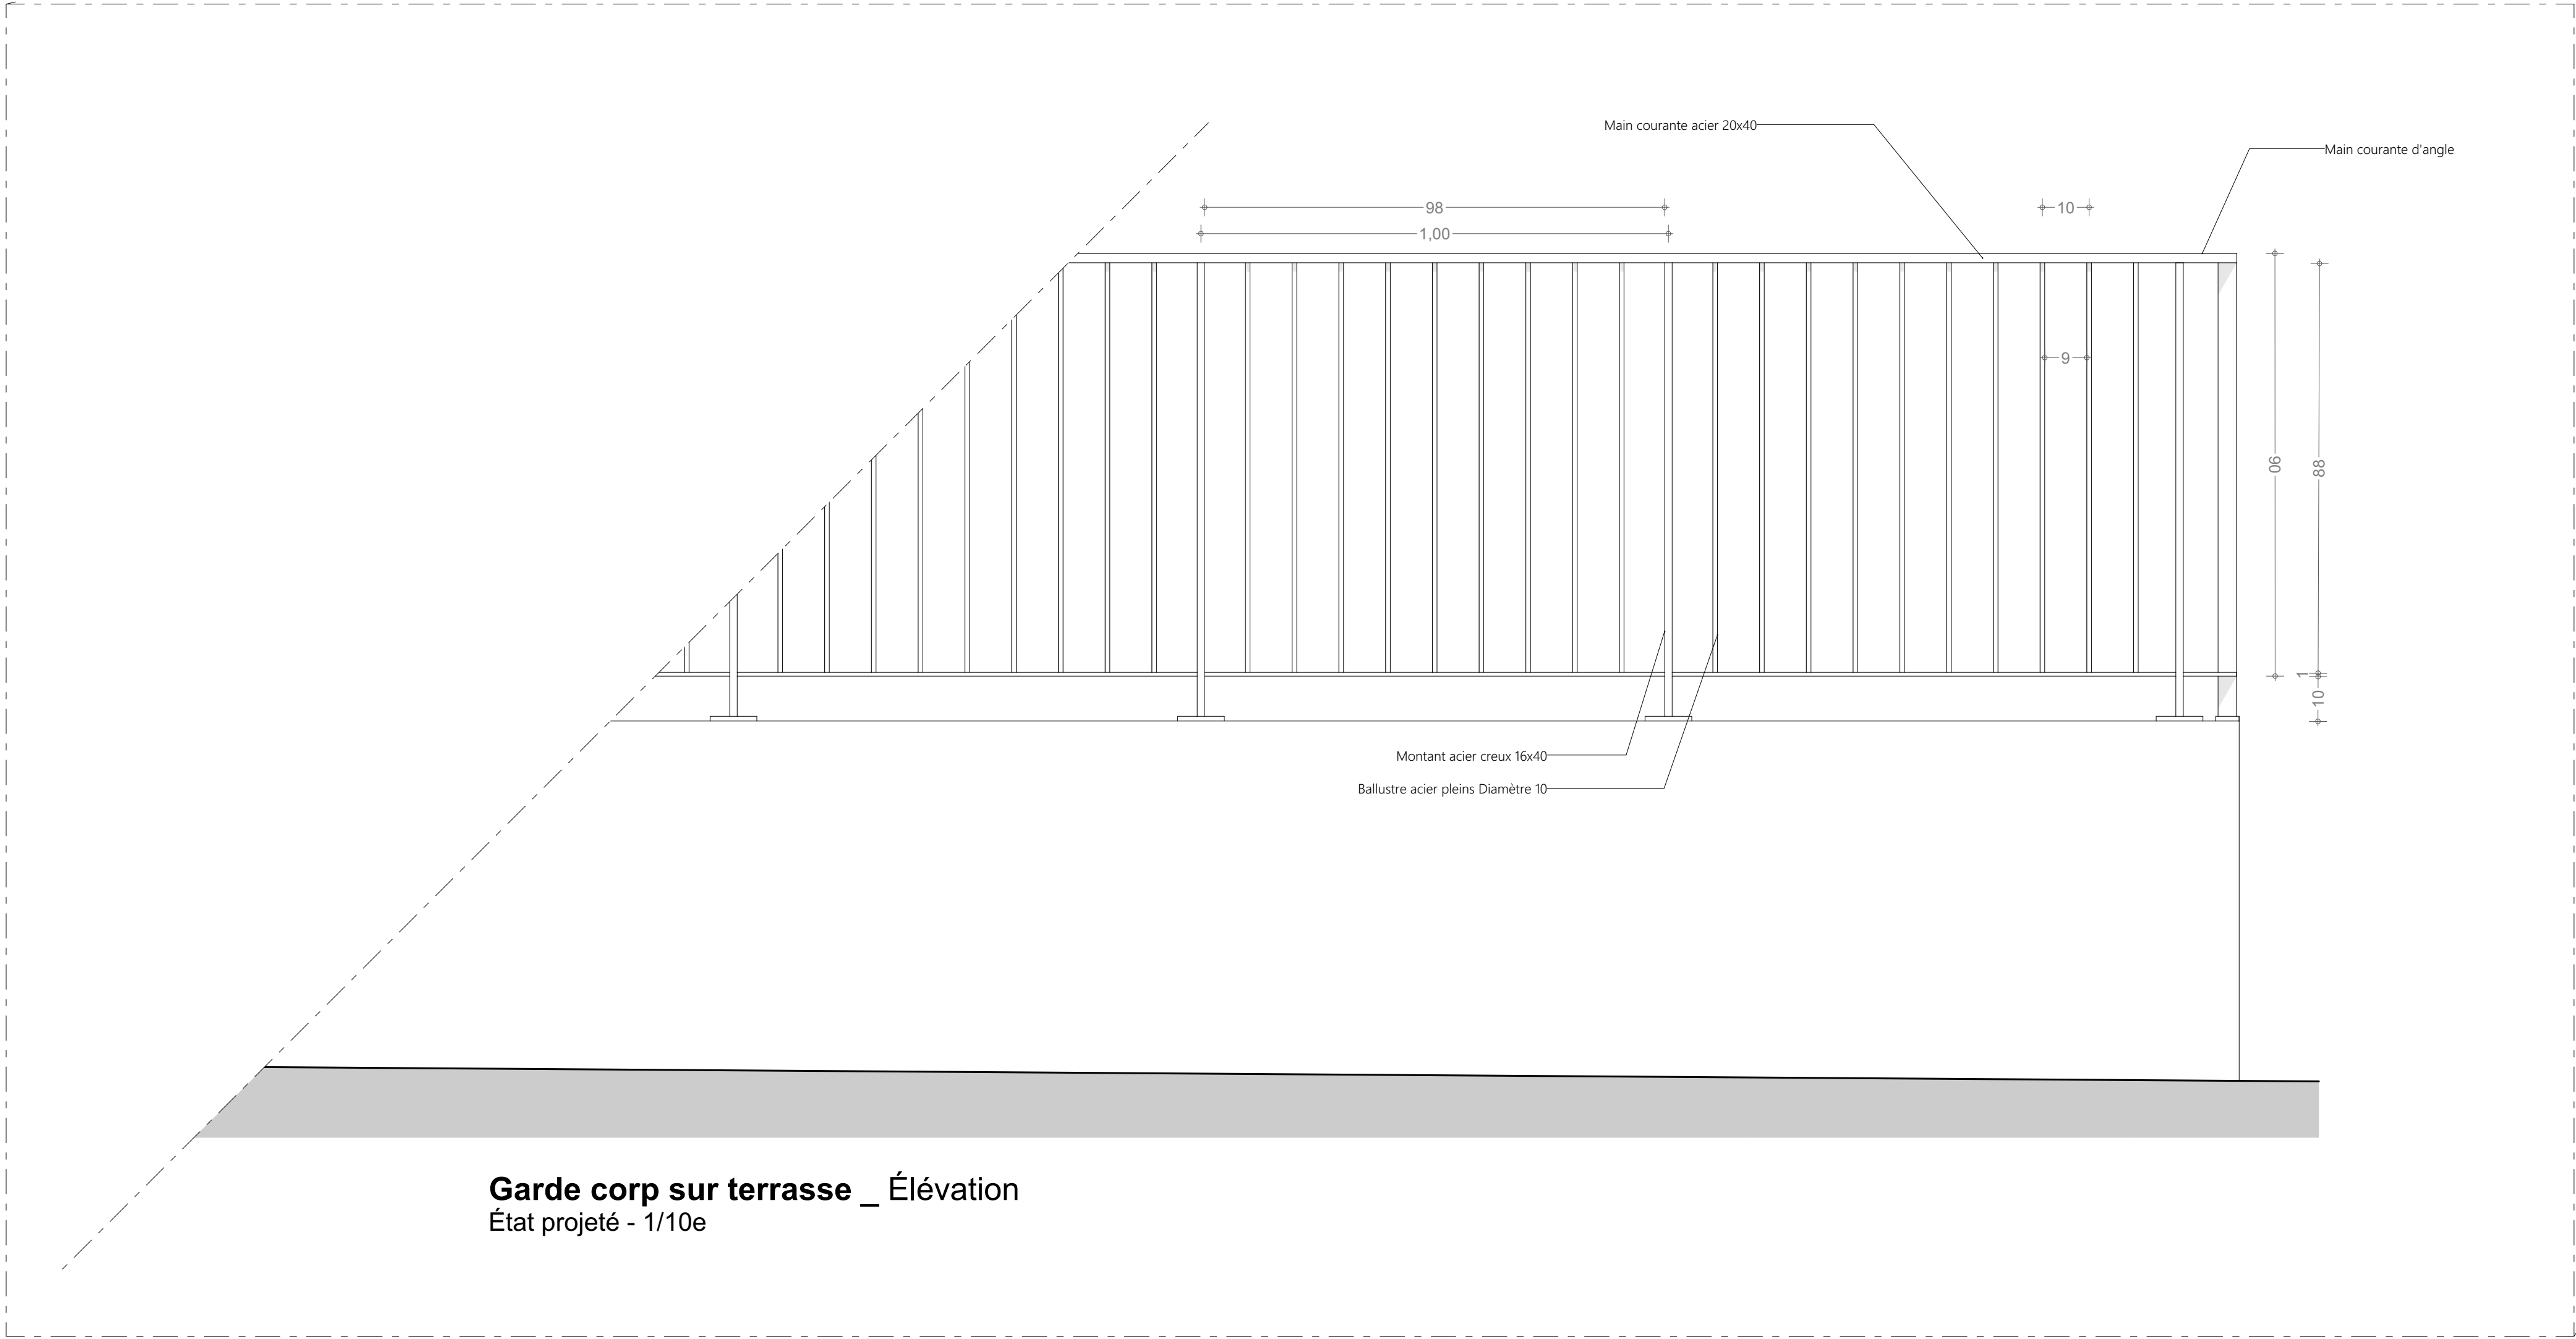 Main courante acier 20x40
Main courante d'angle
98
10
1,00
9
90
88
1
10
Montant acier creux 16x40
Ballustre acier pleins Diamètre 10
Garde corp sur terrasse _ Élévation
État projeté - 1/10e